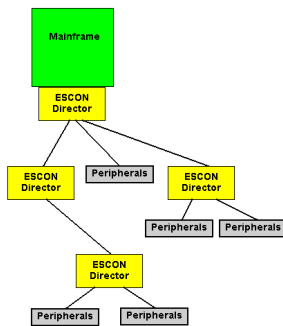 Mainframe
ESCON
Director
ESCON
Director
Peripherals
ESCON
Director
Peripherals
Peripherals
ESCON
Director
Peripherals
Peripherals